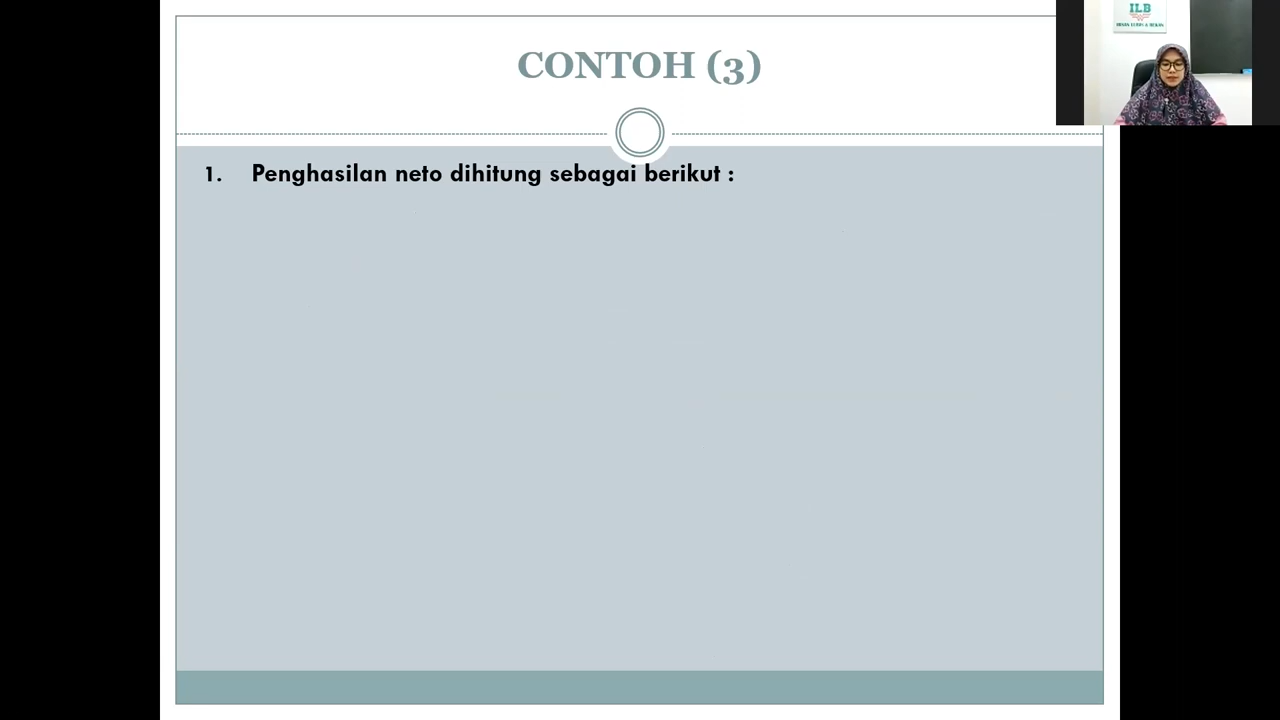 ILB
CONTOH (3)
1. Penghasilan neto dihitung sebagai berikut :